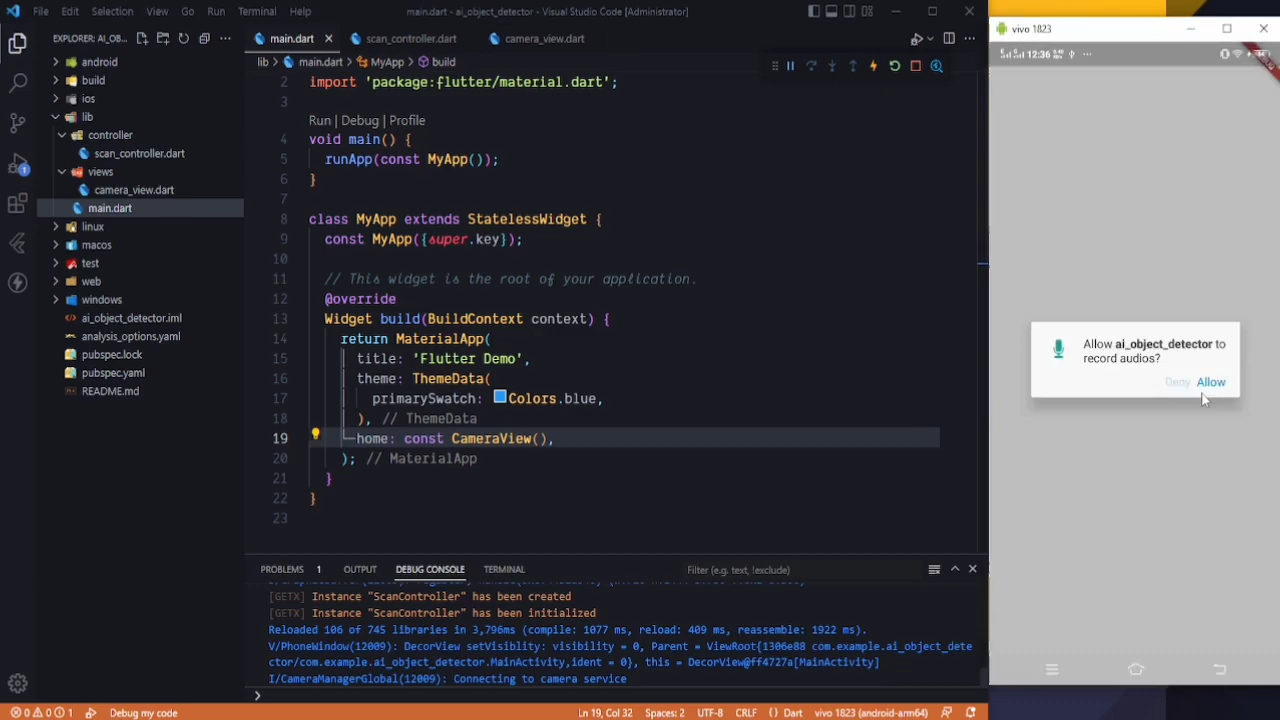 File Edit Selection View Go Run Terminal Help
main.dart - ai_object_detector - Visual Studio Code [Administrator]
EXPLORER: AI_OB...
android
build
ios
lib
controller
scan_controller.dart
views
camera_view.dart
main.dart
linux
macos
test
web
windows
ai_object_detector.iml
analysis_options.yaml
pubspec.lock
pubspec.yaml
README.md
1
main.dart scan_controller.dart camera_view.dart
lib main.dart MyApp build
2 import 'package:flutter/material.dart';
3
Run | Debug | Profile
4 void main() {
5 runApp(const MyApp());
6 }
7
8 class MyApp extends StatelessWidget {
9 const MyApp({super.key});
10
11 // This widget is the root of your application.
12 @override
13 Widget build(BuildContext context) {
14 return MaterialApp(
15 title: 'Flutter Demo',
16 theme: ThemeData(
17 primarySwatch: Colors.blue,
18 ), // ThemeData
19 home: const CameraView(),
20 ); // MaterialApp
21 }
22 }
23
PROBLEMS 1 OUTPUT DEBUG CONSOLE TERMINAL
Filter (e.g. text, !exclude)
[GETX] Instance "ScanController" has been created
[GETX] Instance "ScanController" has been initialized
Reloaded 106 of 745 libraries in 3,796ms (compile: 1077 ms, reload: 409 ms, reassemble: 1922 ms).
V/PhoneWindow(12009): DecorView setVisiblity: visibility = 0, Parent = ViewRoot{1306e88 com.example.ai_object_dete
ctor/com.example.ai_object_detector.MainActivity,ident = 0}, this = DecorView@ff4727a[MainActivity]
I/CameraManagerGlobal(12009): Connecting to camera service
0 0 1 Debug my code
Ln 19, Col 32 Spaces: 2 UTF-8 CRLF {} Dart vivo 1823 (android-arm64)
vivo 1823
12:36
Allow ai_object_detector to
record audios?
Deny Allow